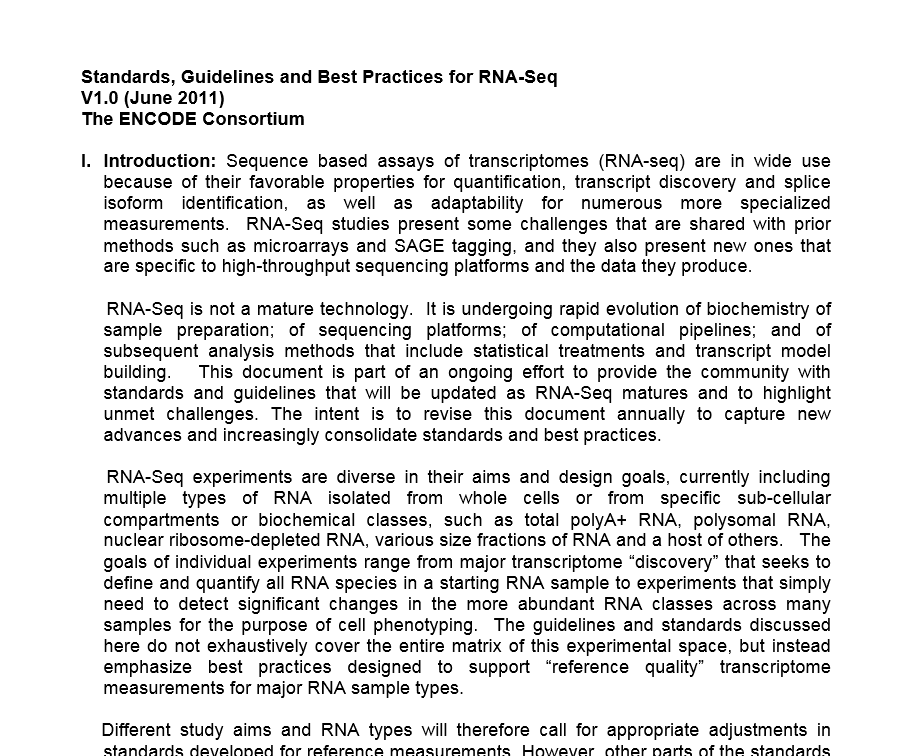 Standards, Guidelines and Best Practices for RNA-Seq
V1.0 (June 2011)
The ENCODE Consortium
I. Introduction: Sequence based assays of transcriptomes (RNA-seq) are in wide use
because of their favorable properties for quantification, transcript discovery and splice
isoform identification, as well as adaptability for numerous more specialized
measurements. RNA-Seq studies present some challenges that are shared with prior
methods such as microarrays and SAGE tagging, and they also present new ones that
are specific to high-throughput sequencing platforms and the data they produce.
RNA-Seq is not a mature technology. It is undergoing rapid evolution of biochemistry of
sample preparation; of sequencing platforms; of computational pipelines; and of
subsequent analysis methods that include statistical treatments and transcript model
building. This document is part of an ongoing effort to provide the community with
standards and guidelines that will be updated as RNA-Seq matures and to highlight
unmet challenges. The intent is to revise this document annually to capture new
advances and increasingly consolidate standards and best practices.
RNA-Seq experiments are diverse in their aims and design goals, currently including
multiple types of RNA isolated from whole cells or from specific sub-cellular
compartments or biochemical classes, such as total polyA+ RNA, polysomal RNA,
nuclear ribosome-depleted RNA, various size fractions of RNA and a host of others. The
goals of individual experiments range from major transcriptome “discovery” that seeks to
define and quantify all RNA species in a starting RNA sample to experiments that simply
need to detect significant changes in the more abundant RNA classes across many
samples for the purpose of cell phenotyping. The guidelines and standards discussed
here do not exhaustively cover the entire matrix of this experimental space, but instead
emphasize best practices designed to support “reference quality” transcriptome
measurements for major RNA sample types.
Different study aims and RNA types will therefore call for appropriate adjustments in
standards developed for reference measurements. However, other parts of the standards